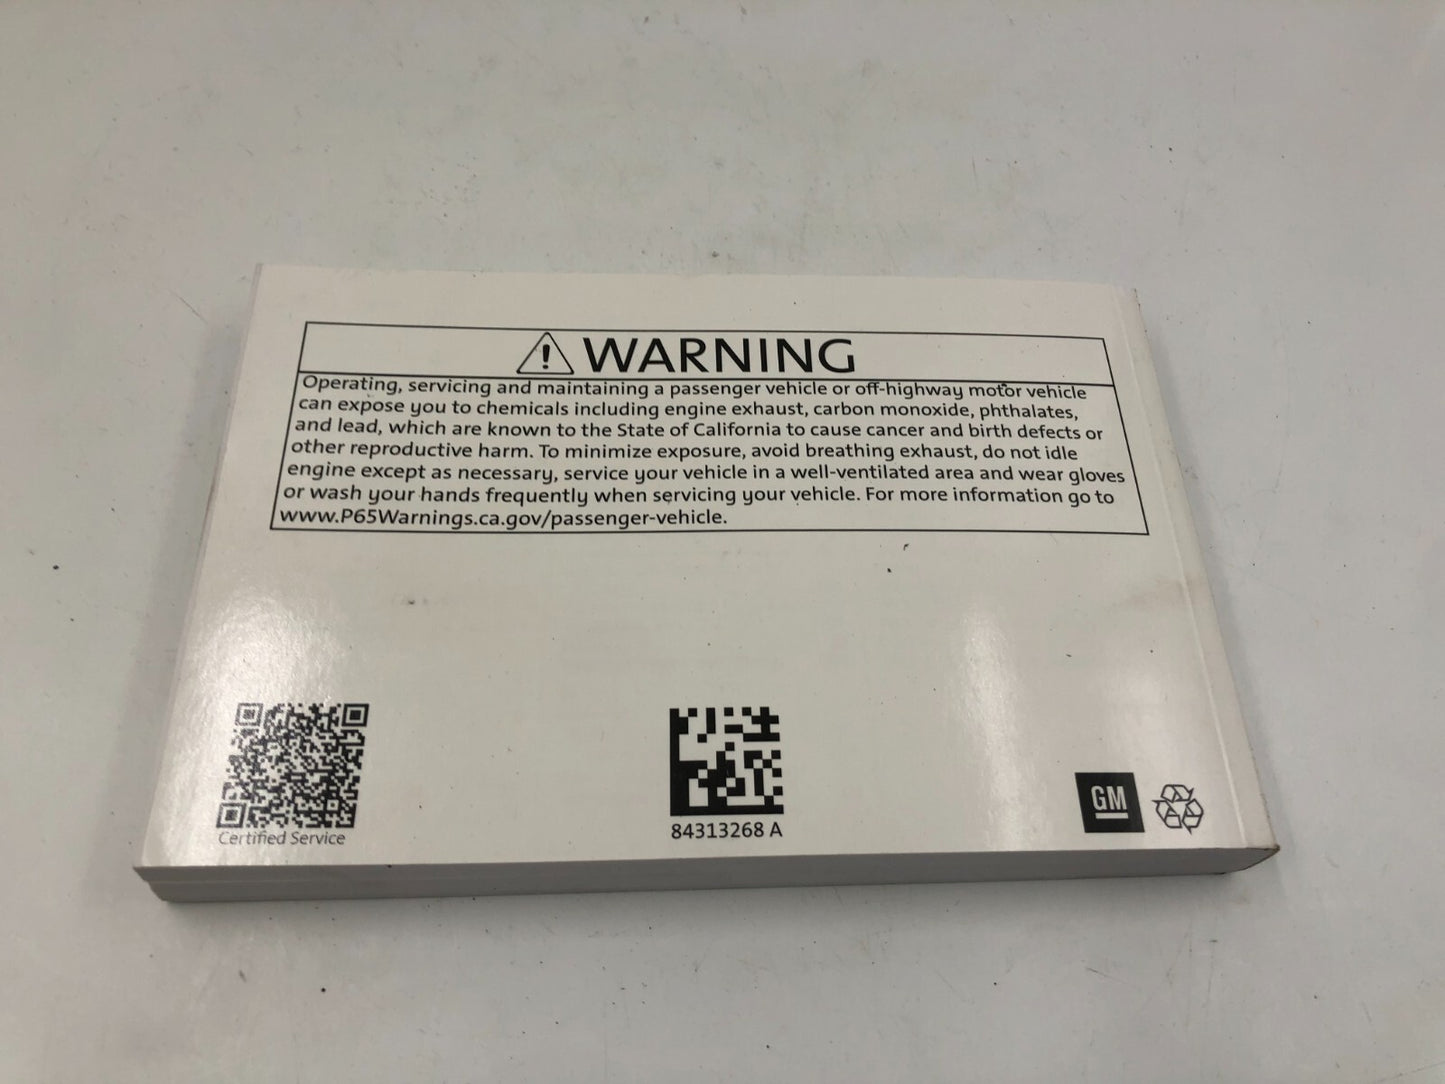 WARNING
Operating, servicing and maintaining a passenger vehicle or off-highway motor vehicle
can expose you to chemicals including engine exhaust, carbon monoxide, phthalates,
and lead, which are known to the State of California to cause cancer and birth defects or
other reproductive harm. To minimize exposure, avoid breathing exhaust, do not idle
engine except as necessary, service your vehicle in a well-ventilated area and wear gloves
or wash your hands frequently when servicing your vehicle. For more information go to
www.P65Warnings.ca.gov/passenger-vehicle.
Certified Service
84313268 A
GM